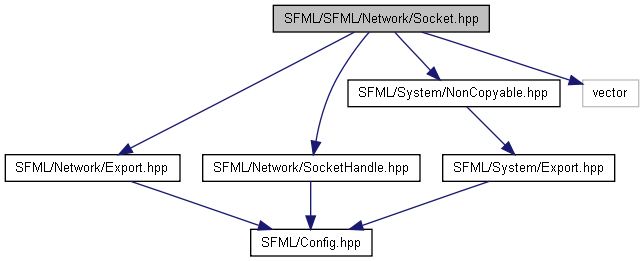 SFML/SFML/Network/Socket.hpp
SFML/System/NonCopyable.hpp
vector
SFML/Network/Export.hpp
SFML/Network/SocketHandle.hpp
SFML/System/Export.hpp
SFML/Config.hpp